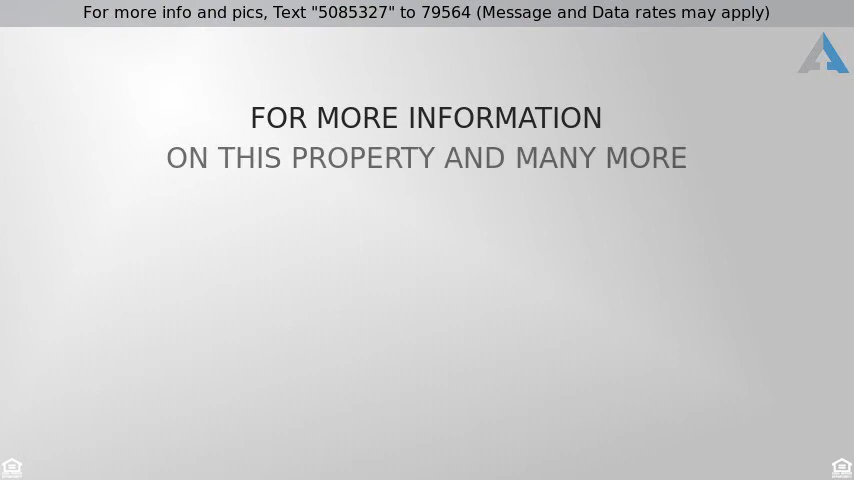 For more info and pics, Text "5085327" to 79564 (Message and Data rates may apply)
FOR MORE INFORMATION
ON THIS PROPERTY AND MANY MORE